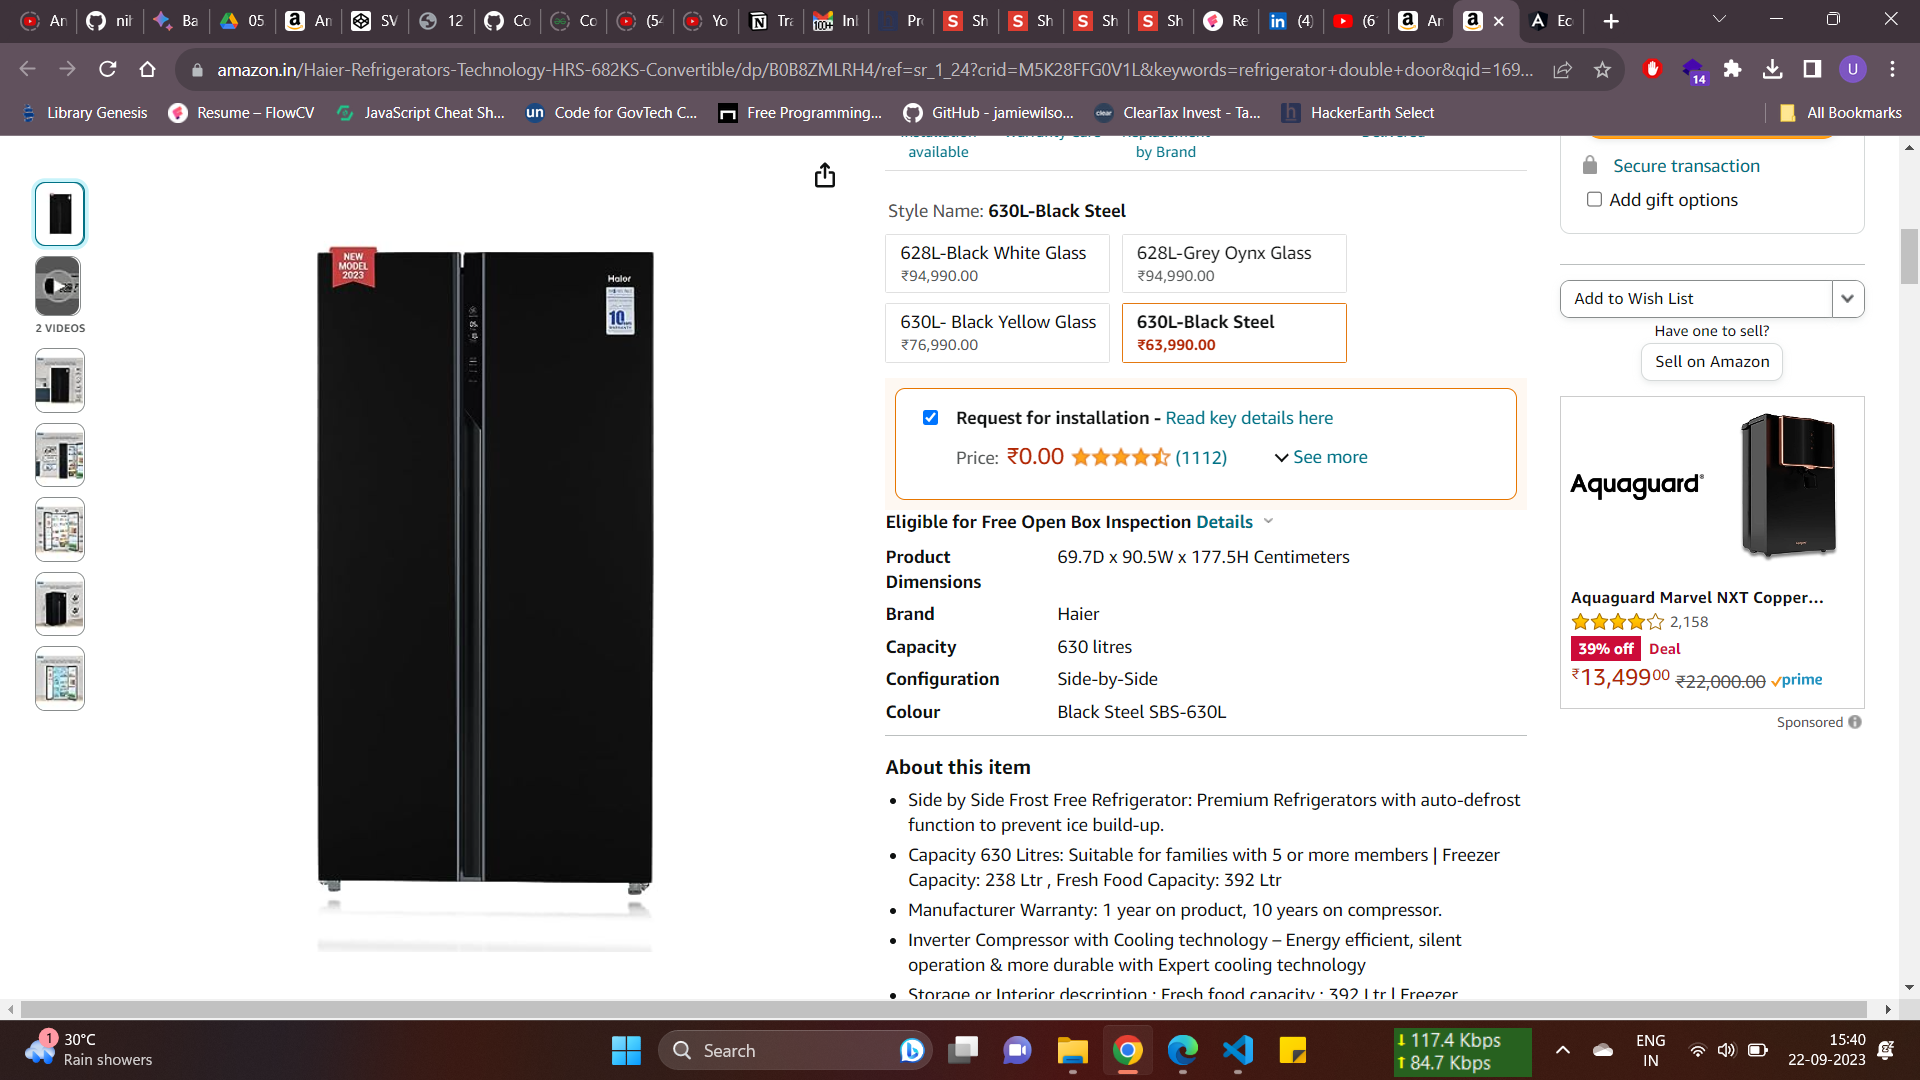 An
nih
Ba
05
An
SV
12
Co
Co
(54
Yo
Tra
100+
Inb
Pr
Sh
Sh
Sh
Sh
Re
(4)
(6
An
Ec
amazon.in/Haier-Refrigerators-Technology-HRS-682KS-Convertible/dp/B0B8ZMLRH4/ref=sr_1_24?crid=M5K28FFG0V1L&keywords=refrigerator+double+door&qid=169...
14
U
Library Genesis
Resume – FlowCV
JavaScript Cheat Sh...
un Code for GovTech C...
Free Programming...
GitHub - jamiewilso...
clear ClearTax Invest - Ta...
h HackerEarth Select
All Bookmarks
available
by Brand
Secure transaction
Add gift options
Style Name: 630L-Black Steel
628L-Black White Glass
₹94,990.00
628L-Grey Oynx Glass
₹94,990.00
630L- Black Yellow Glass
₹76,990.00
630L-Black Steel
₹63,990.00
2 VIDEOS
NEW
MODEL
2023
Haier
10
Request for installation - Read key details here
Price: ₹0.00 (1112) See more
Eligible for Free Open Box Inspection Details
Product Dimensions 69.7D x 90.5W x 177.5H Centimeters
Brand Haier
Capacity 630 litres
Configuration Side-by-Side
Colour Black Steel SBS-630L
About this item
Side by Side Frost Free Refrigerator: Premium Refrigerators with auto-defrost
function to prevent ice build-up.
Capacity 630 Litres: Suitable for families with 5 or more members | Freezer
Capacity: 238 Ltr , Fresh Food Capacity: 392 Ltr
Manufacturer Warranty: 1 year on product, 10 years on compressor.
Inverter Compressor with Cooling technology – Energy efficient, silent
operation & more durable with Expert cooling technology
Storage or Interior description : Fresh food capacity : 392 Ltr | Freezer
Add to Wish List
Have one to sell?
Sell on Amazon
Aquaguard
Aquaguard Marvel NXT Copper...
2,158
39% off Deal
₹13,49900 ₹22,000.00 prime
Sponsored
1
30°C
Rain showers
Search
117.4 Kbps
84.7 Kbps
ENG
IN
15:40
22-09-2023